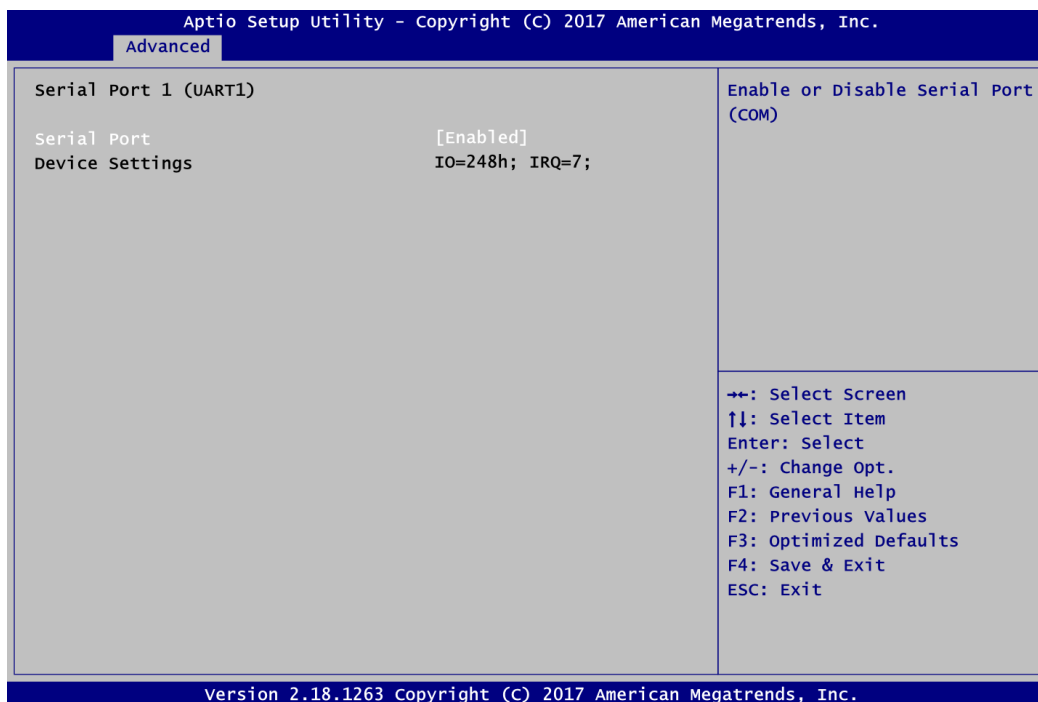 Aptio Setup Utility – Copyright (C) 2017 American Megatrends, Inc.
Advanced
Serial Port 1 (UART1)
Serial Port [Enabled]
Device Settings IO=248h; IRQ=7;
Enable or Disable Serial Port
(COM)
→←: Select Screen
↑↓: Select Item
Enter: Select
+/-: Change Opt.
F1: General Help
F2: Previous Values
F3: Optimized Defaults
F4: Save & Exit
ESC: Exit
Version 2.18.1263 Copyright (C) 2017 American Megatrends, Inc.